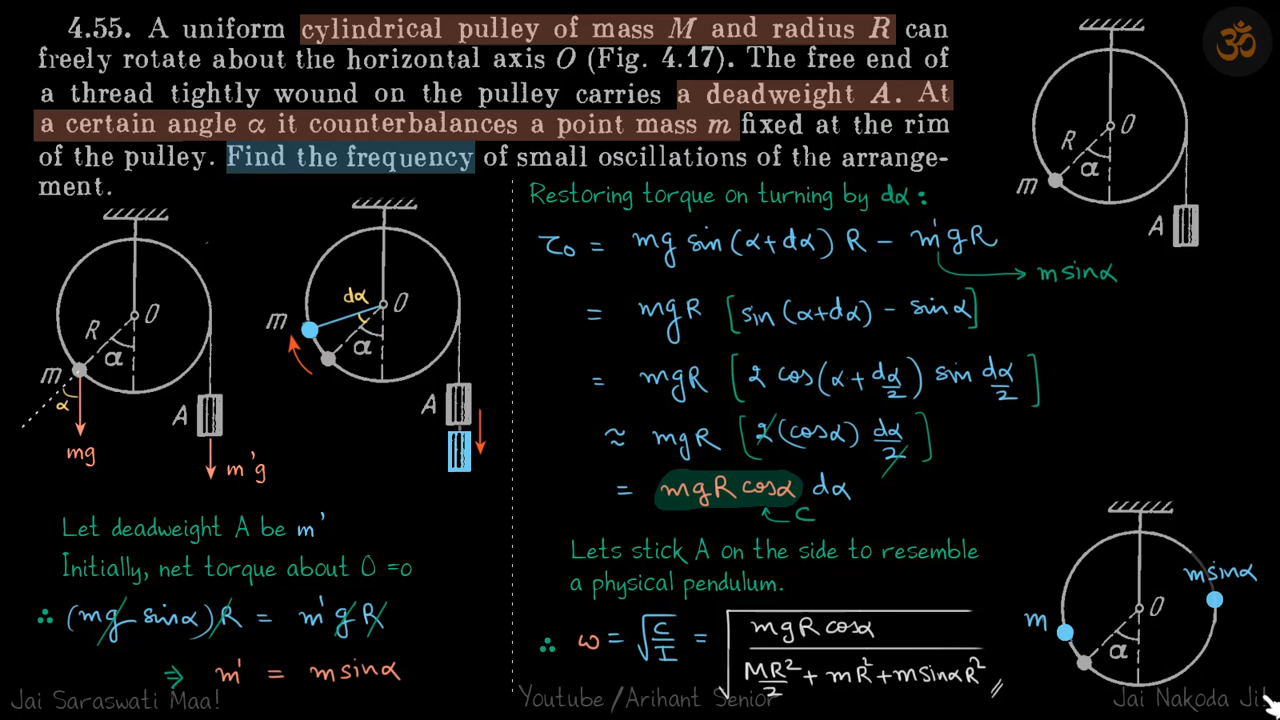 4.55. A uniform cylindrical pulley of mass M and radius R can
freely rotate about the horizontal axis O (Fig. 4.17). The free end of
a thread tightly wound on the pulley carries a deadweight A. At
a certain angle α it counterbalances a point mass m fixed at the rim
of the pulley. Find the frequency of small oscillations of the arrange-
ment.
ॐ
O
R
α
m
A
O
R
α
m
α
A
mg
m'g
O
dα
m
α
A
Let deadweight A be m'
Initially, net torque about O =0
∴ (mg sinα) R = m' g R
⇒ m' = m sinα
Restoring torque on turning by dα :
τ₀ = mg sin (α+dα) R − m'gR
→ m sinα
= mgR [sin (α+dα) − sinα]
= mgR [2 cos(α + dα/2) sin dα/2]
≈ mgR [2 (cosα) dα/2]
= mgR cosα dα
C
Lets stick A on the side to resemble
a physical pendulum.
∴ ω = √(C/I) = √(mgR cosα / (MR²/2 + mR² + m sinα R²))
m sinα
O
m
α
Jai Saraswati Maa!
Youtube /Arihant Senior
Jai Nakoda Ji!